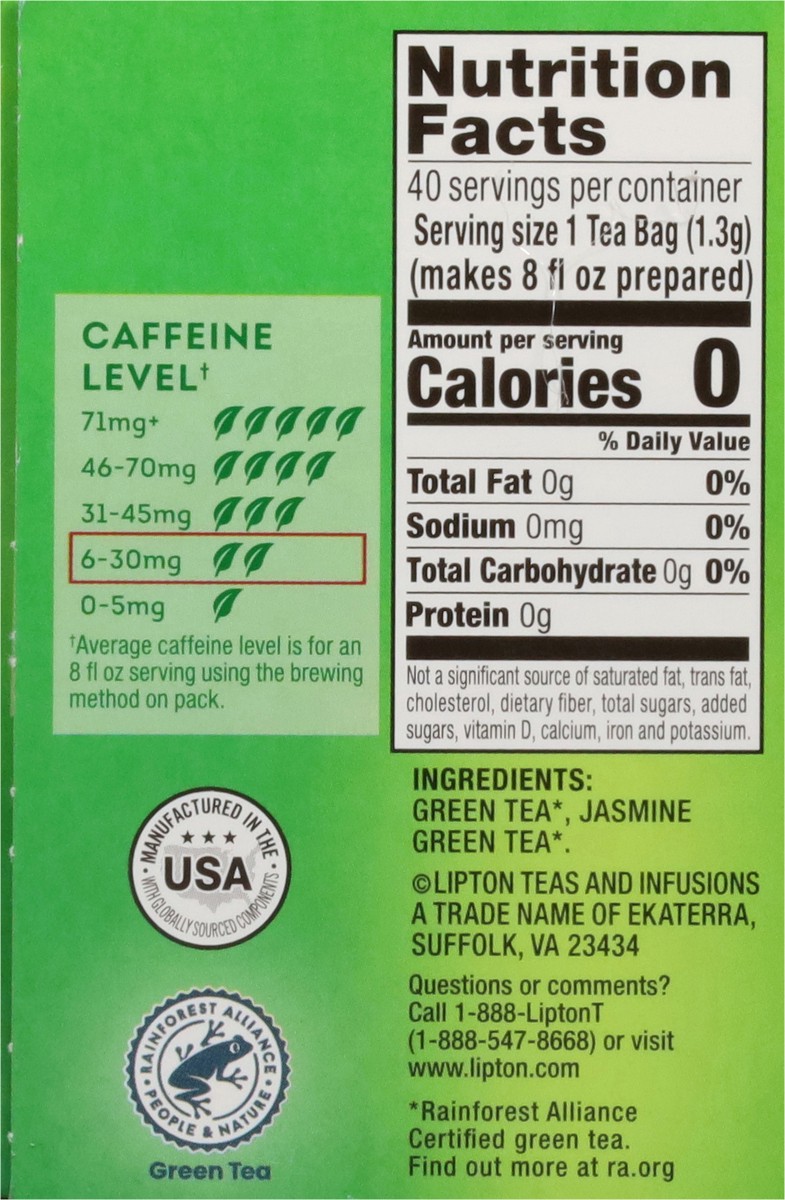 Nutrition
Facts
40 servings per container
Serving size 1 Tea Bag (1.3g)
(makes 8 fl oz prepared)
Amount per serving
Calories 0
% Daily Value
Total Fat 0g 0%
Sodium 0mg 0%
Total Carbohydrate 0g 0%
Protein 0g
Not a significant source of saturated fat, trans fat,
cholesterol, dietary fiber, total sugars, added
sugars, vitamin D, calcium, iron and potassium.
CAFFEINE
LEVEL†
71mg+
46-70mg
31-45mg
6-30mg
0-5mg
†Average caffeine level is for an
8 fl oz serving using the brewing
method on pack.
INGREDIENTS:
GREEN TEA*, JASMINE
GREEN TEA*.
©LIPTON TEAS AND INFUSIONS
A TRADE NAME OF EKATERRA,
SUFFOLK, VA 23434
Questions or comments?
Call 1-888-LiptonT
(1-888-547-8668) or visit
www.lipton.com
*Rainforest Alliance
Certified green tea.
Find out more at ra.org
MANUFACTURED IN THE
USA
WITH GLOBALLY SOURCED COMPONENTS
RAINFOREST ALLIANCE
PEOPLE & NATURE
Green Tea